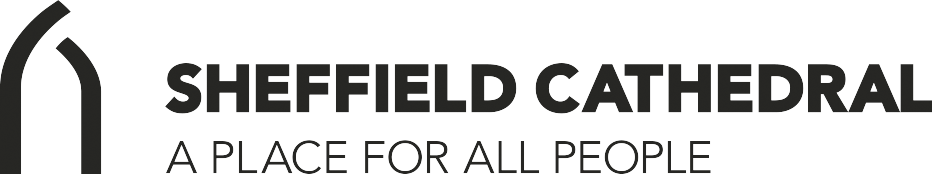 SHEFFIELD CATHEDRAL
A PLACE FOR ALL PEOPLE